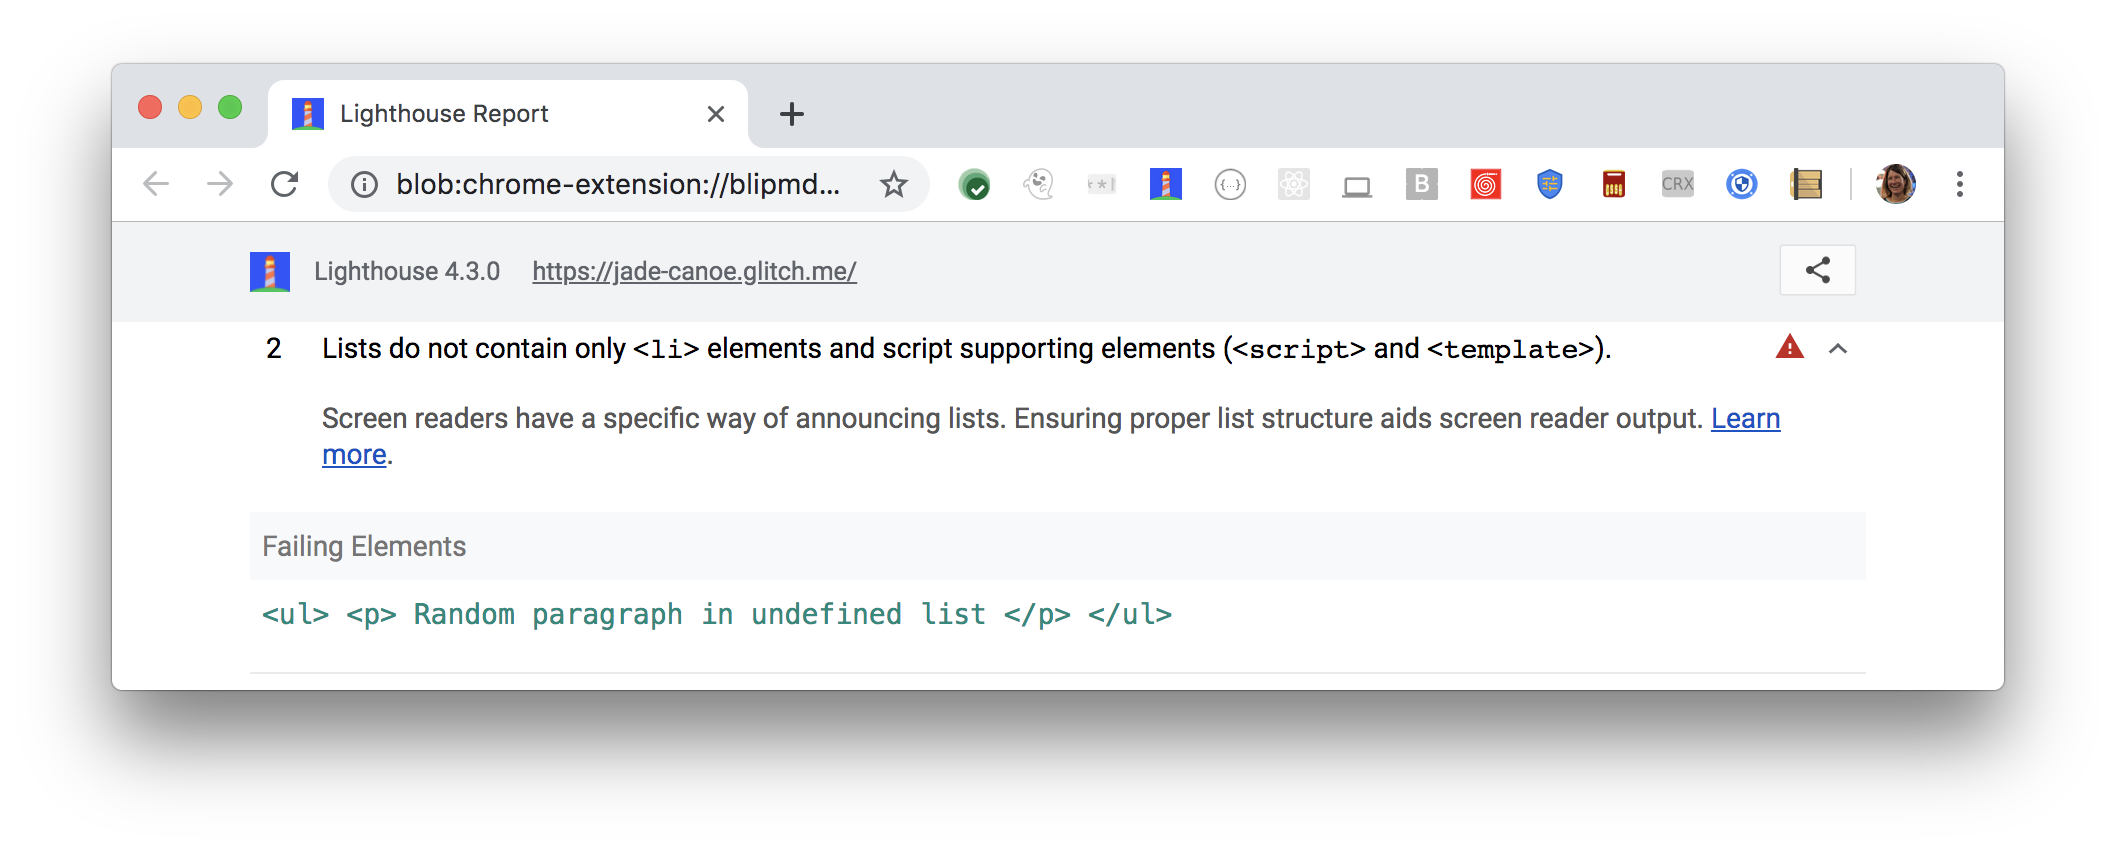 Lighthouse Report
blob:chrome-extension://blipmd...
{...}
B
CRX
Lighthouse 4.3.0 https://jade-canoe.glitch.me/
2 Lists do not contain only <li> elements and script supporting elements (<script> and <template>).
Screen readers have a specific way of announcing lists. Ensuring proper list structure aids screen reader output. Learn
more.
Failing Elements
<ul> <p> Random paragraph in undefined list </p> </ul>